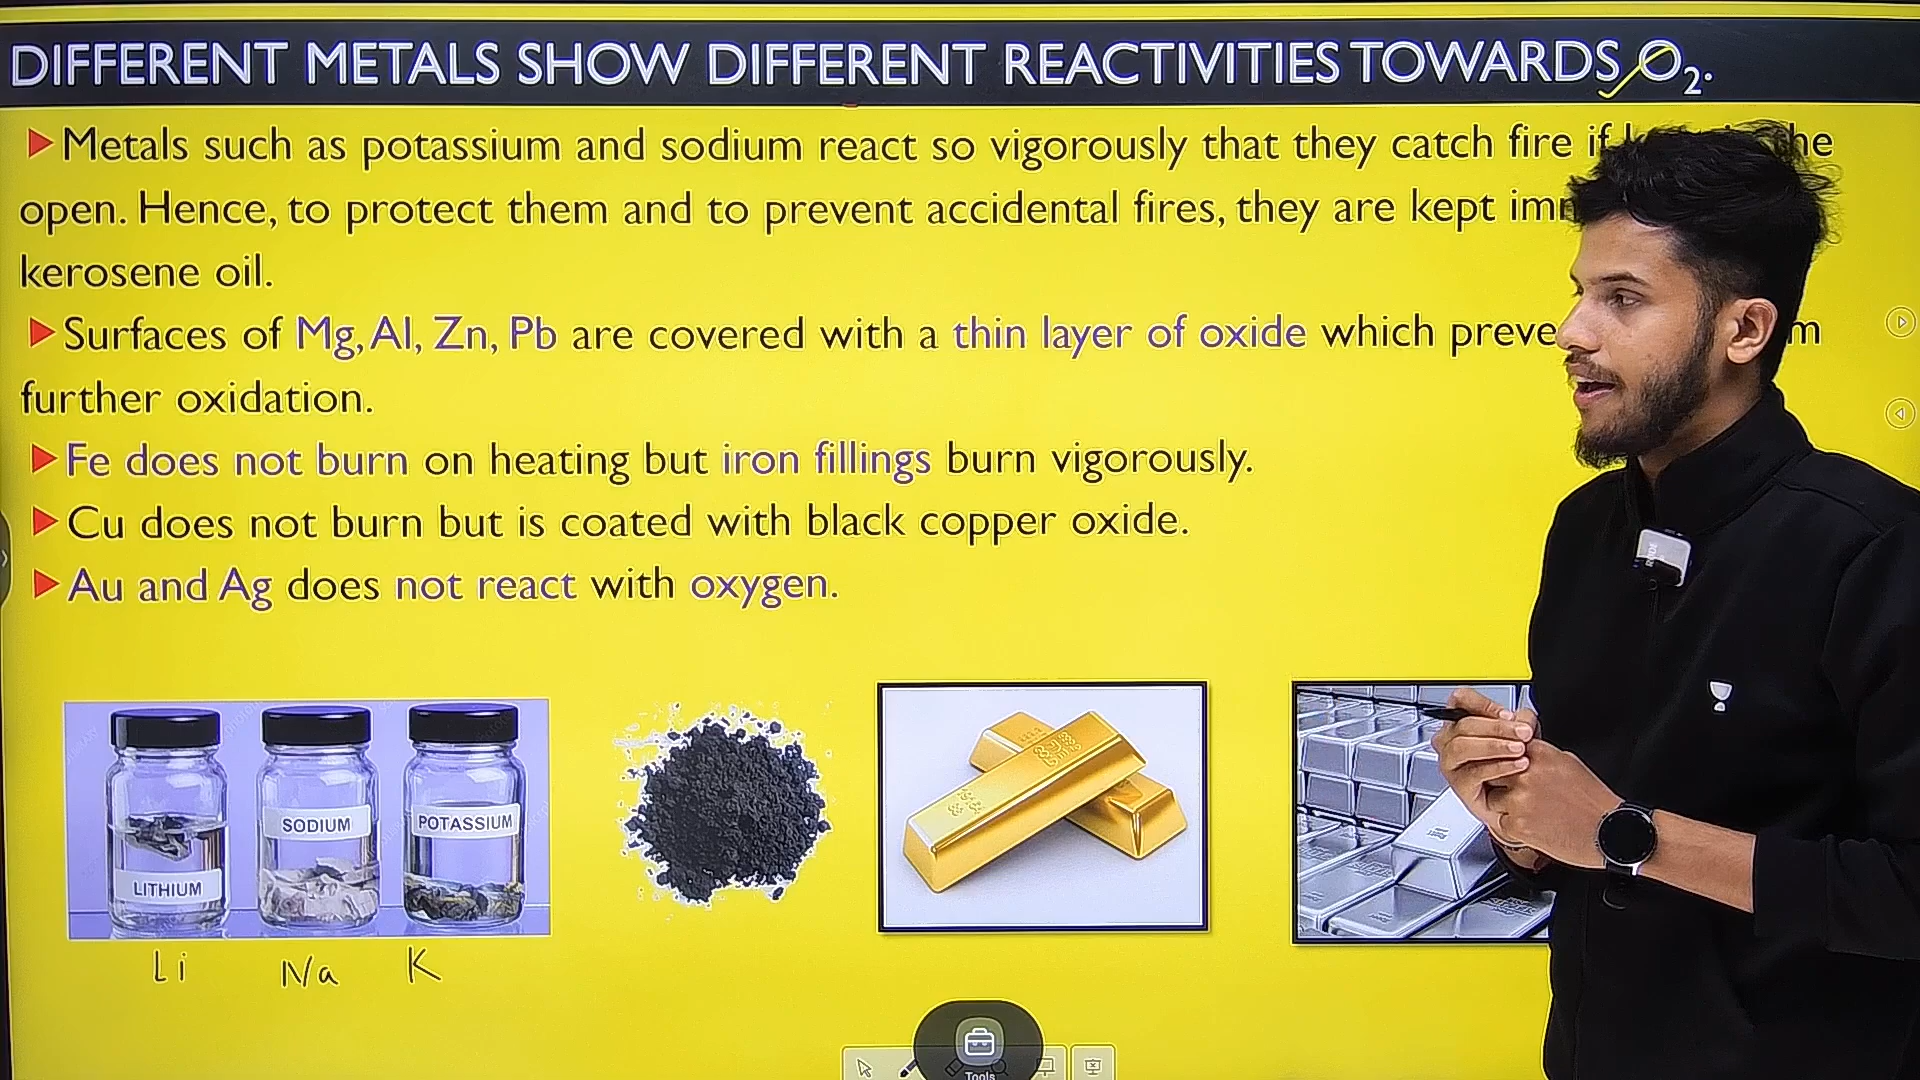 DIFFERENT METALS SHOW DIFFERENT REACTIVITIES TOWARDS O₂.
►Metals such as potassium and sodium react so vigorously that they catch fire if he
open. Hence, to protect them and to prevent accidental fires, they are kept im
kerosene oil.
►Surfaces of Mg, Al, Zn, Pb are covered with a thin layer of oxide which preve m
further oxidation.
►Fe does not burn on heating but iron fillings burn vigorously.
►Cu does not burn but is coated with black copper oxide.
►Au and Ag does not react with oxygen.
LITHIUM
SODIUM
POTASSIUM
Li Na K
Tools